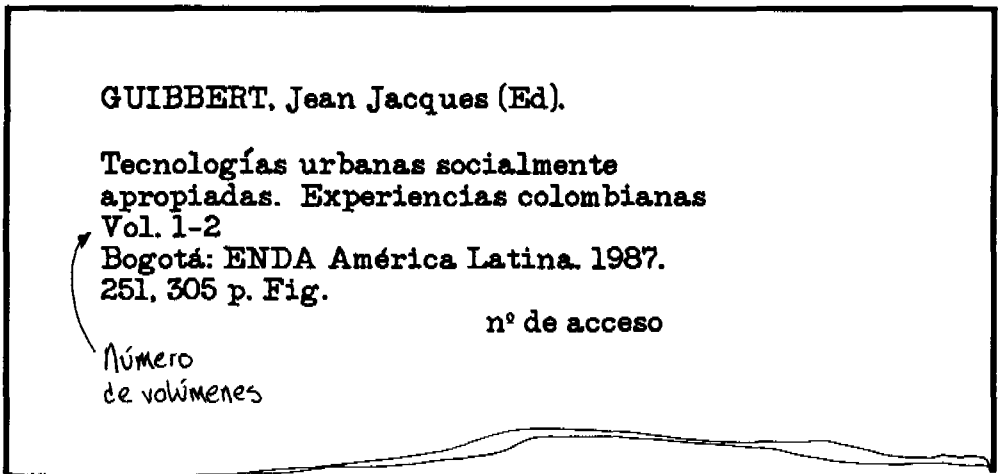 GUIBBERT, Jean Jacques (Ed).
Tecnologías urbanas socialmente
apropiadas. Experiencias colombianas
Vol. 1-2
Bogotá: ENDA América Latina. 1987.
251, 305 p. Fig.
nº de acceso
Número
de volúmenes